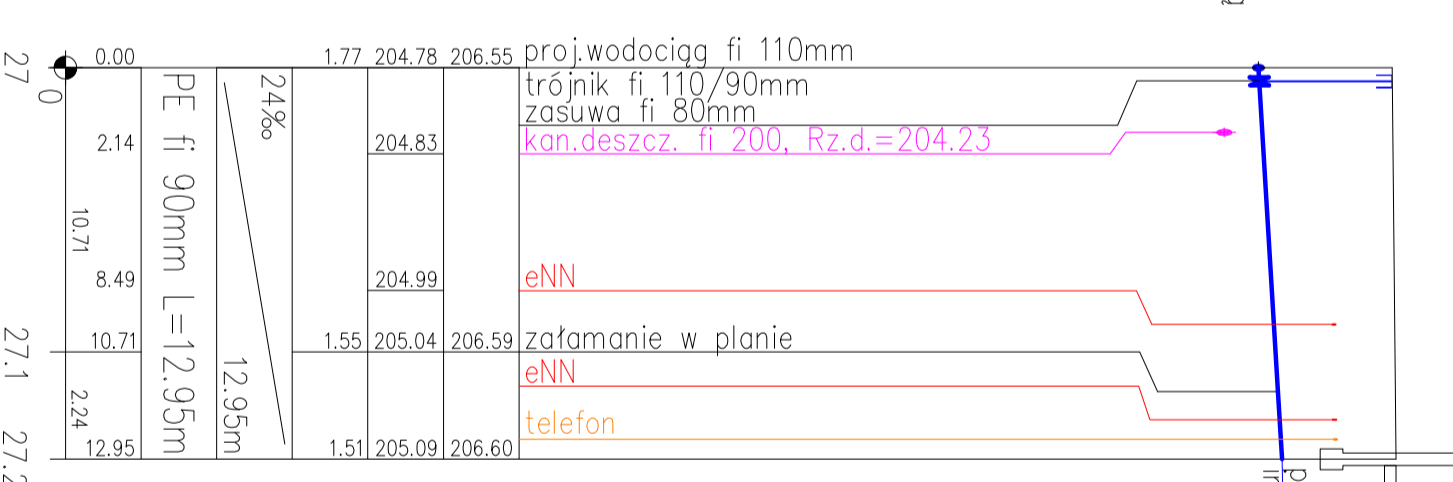 0.00 1.77 204.78 206.55 proj.wodociąg fi 110mm
trójnik fi 110/90mm
zasuwa fi 80mm
2.14 204.83 kan.deszcz. fi 200, Rz.d.=204.23
8.49 204.99 eNN
10.71 1.55 205.04 206.59 załamanie w planie
eNN
telefon
12.95 1.51 205.09 206.60
27
0
27.1
10.71
2.24
PE fi 90mm L=12.95m
24‰
12.95m